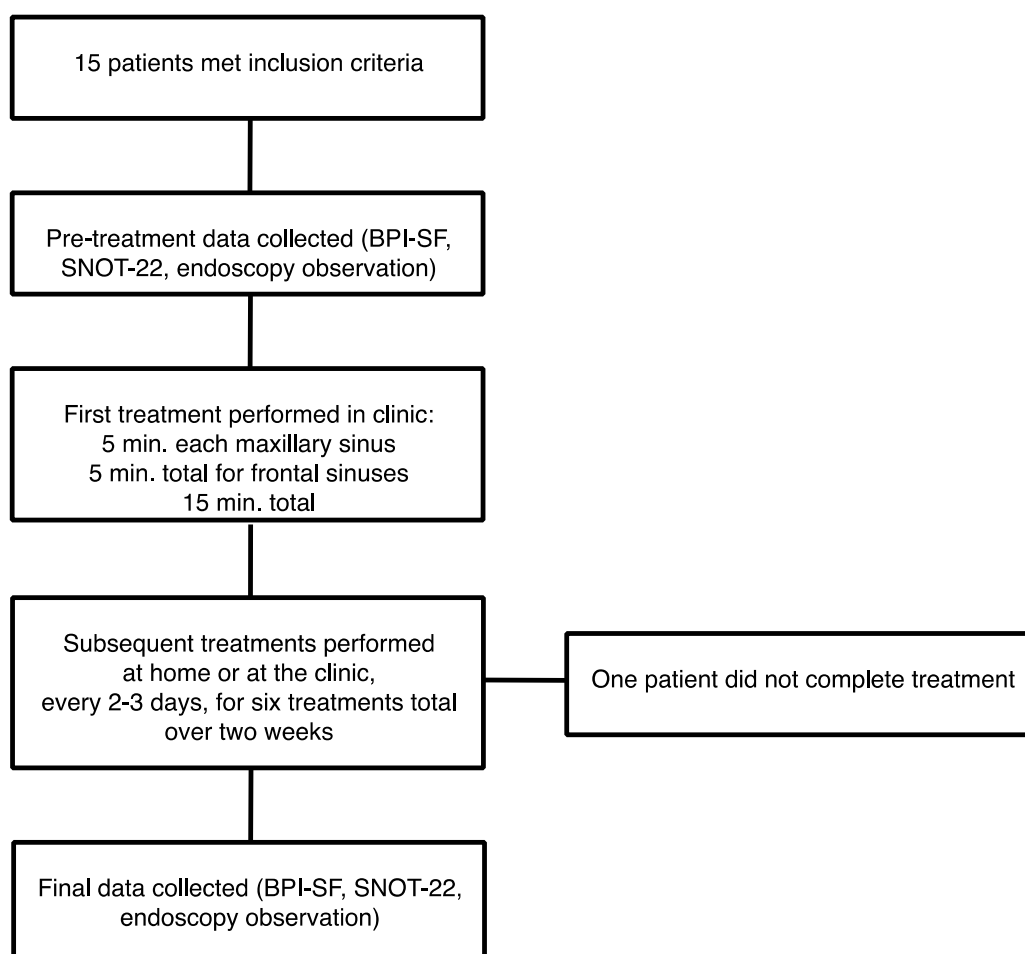 15 patients met inclusion criteria
Pre-treatment data collected (BPI-SF,
SNOT-22, endoscopy observation)
First treatment performed in clinic:
5 min. each maxillary sinus
5 min. total for frontal sinuses
15 min. total
Subsequent treatments performed
at home or at the clinic,
every 2-3 days, for six treatments total
over two weeks
One patient did not complete treatment
Final data collected (BPI-SF, SNOT-22,
endoscopy observation)